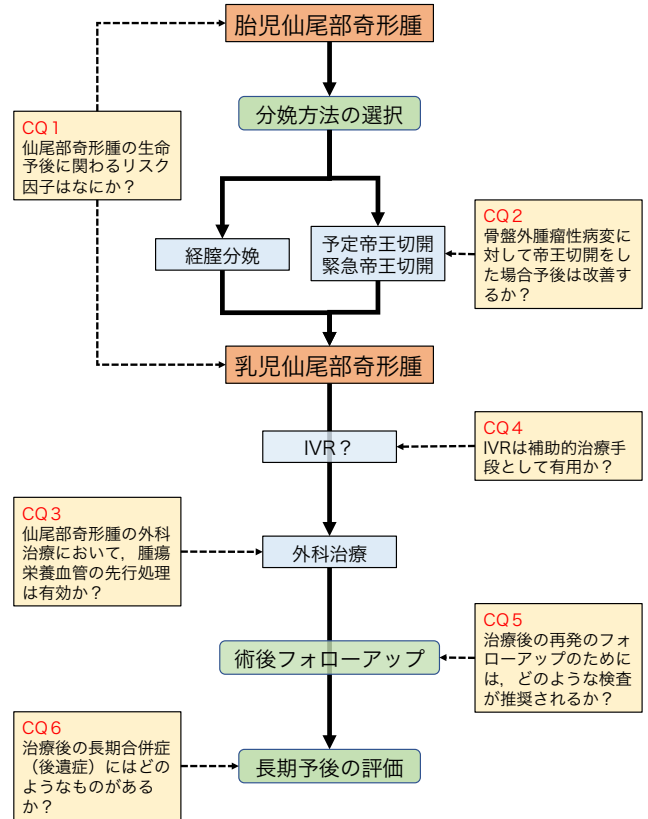 胎児仙尾部奇形腫
分娩方法の選択
CQ1
仙尾部奇形腫の生命
予後に関わるリスク
因子はなにか？
経腟分娩
予定帝王切開
緊急帝王切開
CQ2
骨盤外腫瘤性病変に
対して帝王切開をし
た場合予後は改善す
るか？
乳児仙尾部奇形腫
IVR？
CQ4
IVRは補助的治療手
段として有用か？
CQ3
仙尾部奇形腫の外科
治療において，腫瘍
栄養血管の先行処理
は有効か？
外科治療
CQ5
治療後の再発のフォ
ローアップのために
は，どのような検査
が推奨されるか？
術後フォローアップ
CQ6
治療後の長期合併症
（後遺症）にはどの
ようなものがある
か？
長期予後の評価